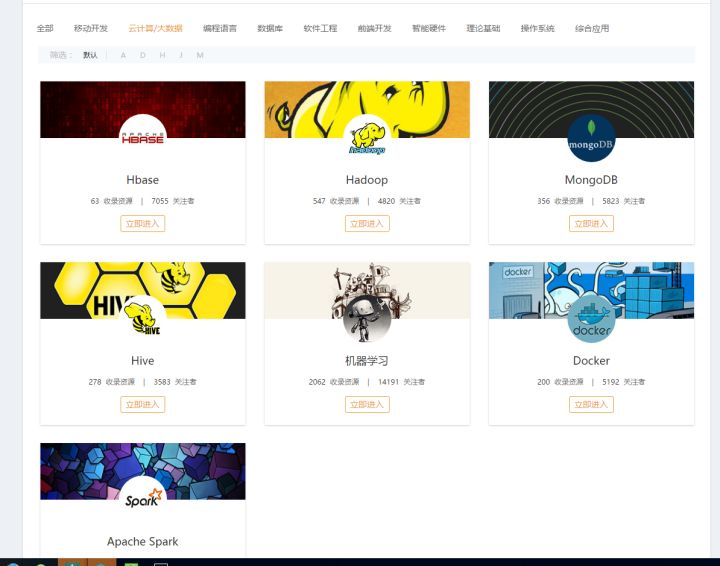 全部 移动开发 云计算/大数据 编程语言 数据库 软件工程 前端开发 智能硬件 理论基础 操作系统 综合应用
筛选： 默认 | A D H J M
APACHE
HBASE
hadoop
mongoDB
Hbase
63 收录资源 | 7055 关注者
立即进入
Hadoop
547 收录资源 | 4820 关注者
立即进入
MongoDB
356 收录资源 | 5823 关注者
立即进入
HIVE
HIVE
docker
docker
Hive
278 收录资源 | 3583 关注者
立即进入
机器学习
2062 收录资源 | 14191 关注者
立即进入
Docker
200 收录资源 | 5192 关注者
立即进入
Spark
Apache Spark